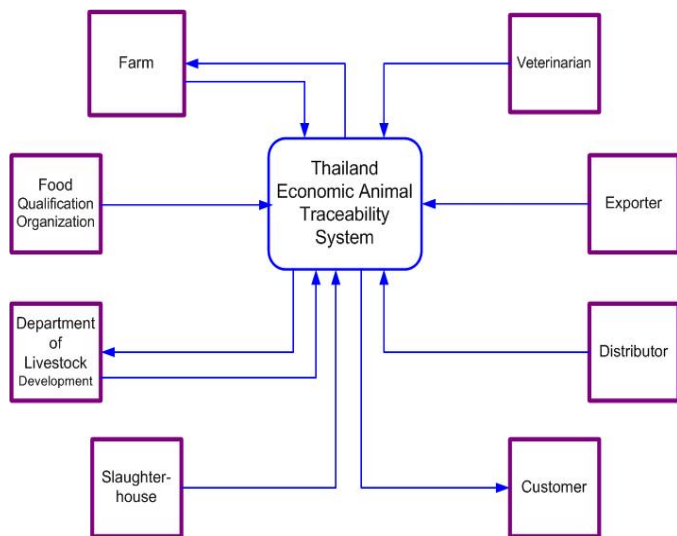 Farm
Veterinarian
Thailand
Economic Animal
Traceability
System
Food
Qualification
Organization
Exporter
Department
of
Livestock
Development
Distributor
Slaughter-
house
Customer